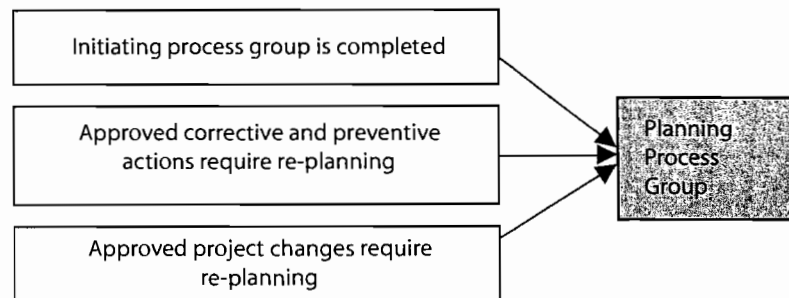 Initiating process group is completed
Approved corrective and preventive
actions require re-planning
Approved project changes require
re-planning
Planning
Process
Group